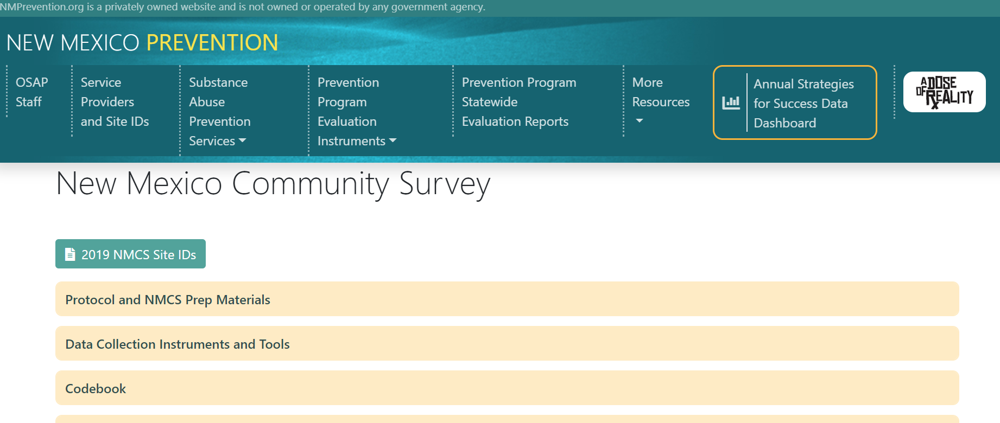 NMPrevention.org is a privately owned website and is not owned or operated by any government agency.
NEW MEXICO PREVENTION
OSAP
Staff
Service
Providers
and Site IDs
Substance
Abuse
Prevention
Services
Prevention
Program
Evaluation
Instruments
Prevention Program
Statewide
Evaluation Reports
More
Resources
Annual Strategies
for Success Data
Dashboard
A DOSE
OF REALITY
New Mexico Community Survey
2019 NMCS Site IDs
Protocol and NMCS Prep Materials
Data Collection Instruments and Tools
Codebook